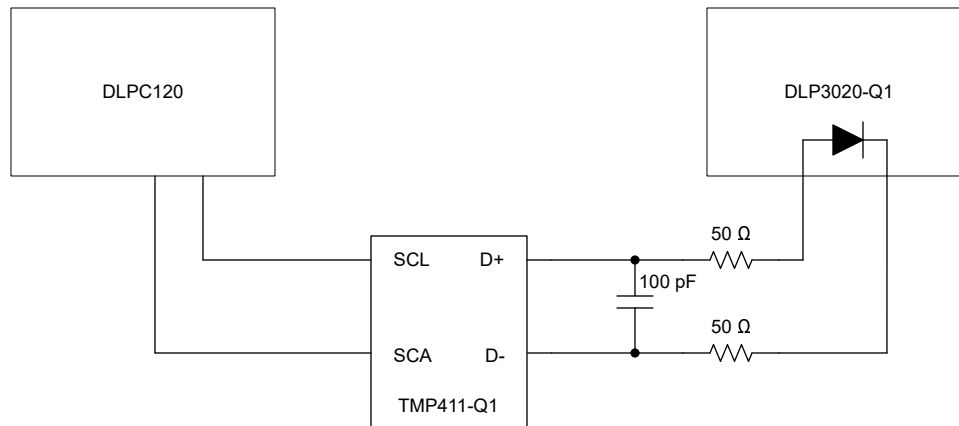 DLPC120
DLP3020-Q1
50 Ω
SCL
D+
100 pF
50 Ω
SCA
D-
TMP411-Q1